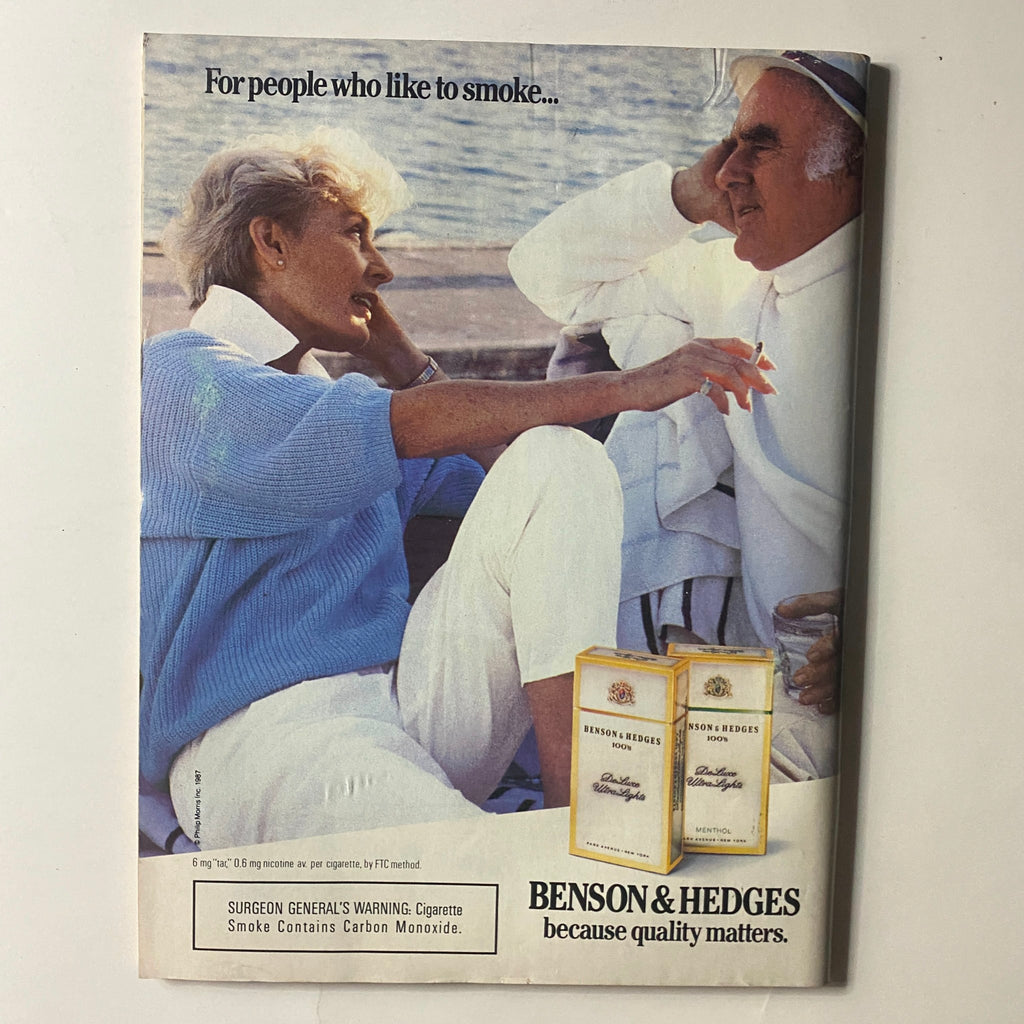 For people who like to smoke...
BENSON & HEDGES
100's
DeLuxe
Ultra Lights
PARK AVENUE • NEW YORK
BENSON & HEDGES
100's
DeLuxe
Ultra Lights
MENTHOL
PARK AVENUE • NEW YORK
© Philip Morris Inc. 1987
6 mg "tar," 0.6 mg nicotine av. per cigarette, by FTC method.
SURGEON GENERAL'S WARNING: Cigarette
Smoke Contains Carbon Monoxide.
BENSON & HEDGES
because quality matters.